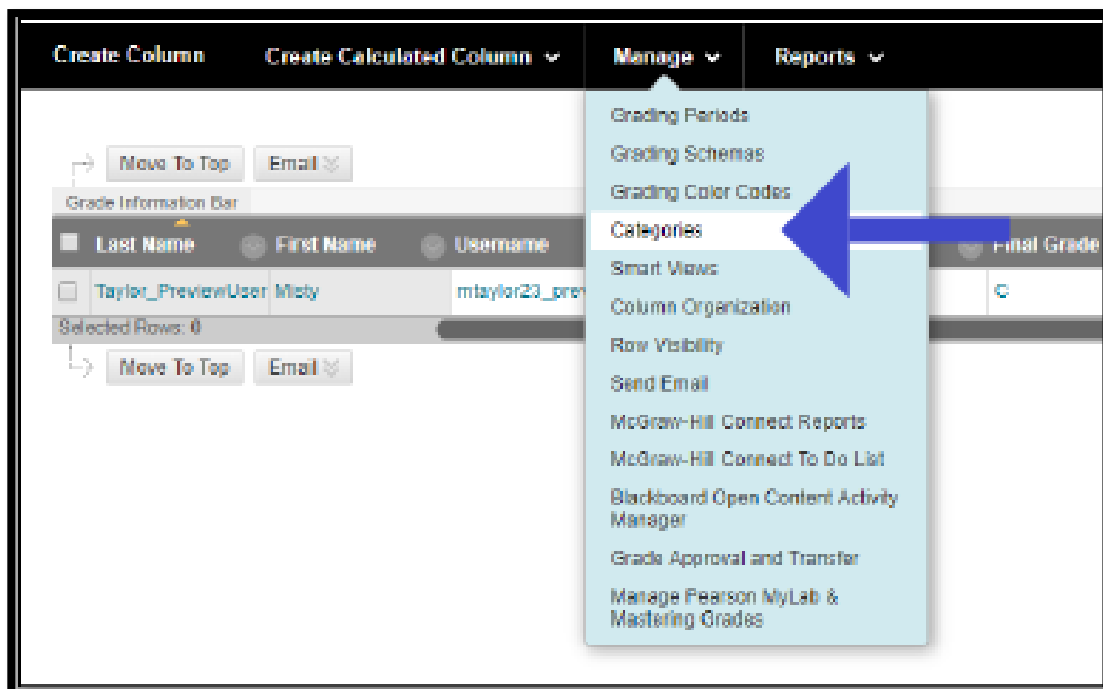 Create Column Create Calculated Column Manage Reports
Grading Periods
Grading Schemas
Move To Top Email
Grading Color Codes
Grade Information Bar
Categories
Last Name First Name Username Final Grade
Smart Views
Taylor_PreviewUser Misty mtaylor23_prev C
Column Organization
Selected Rows: 0
Row Visibility
Move To Top Email
Send Email
McGraw-Hill Connect Reports
McGraw-Hill Connect To Do List
Blackboard Open Content Activity
Manager
Grade Approval and Transfer
Manage Pearson MyLab &
Mastering Grades